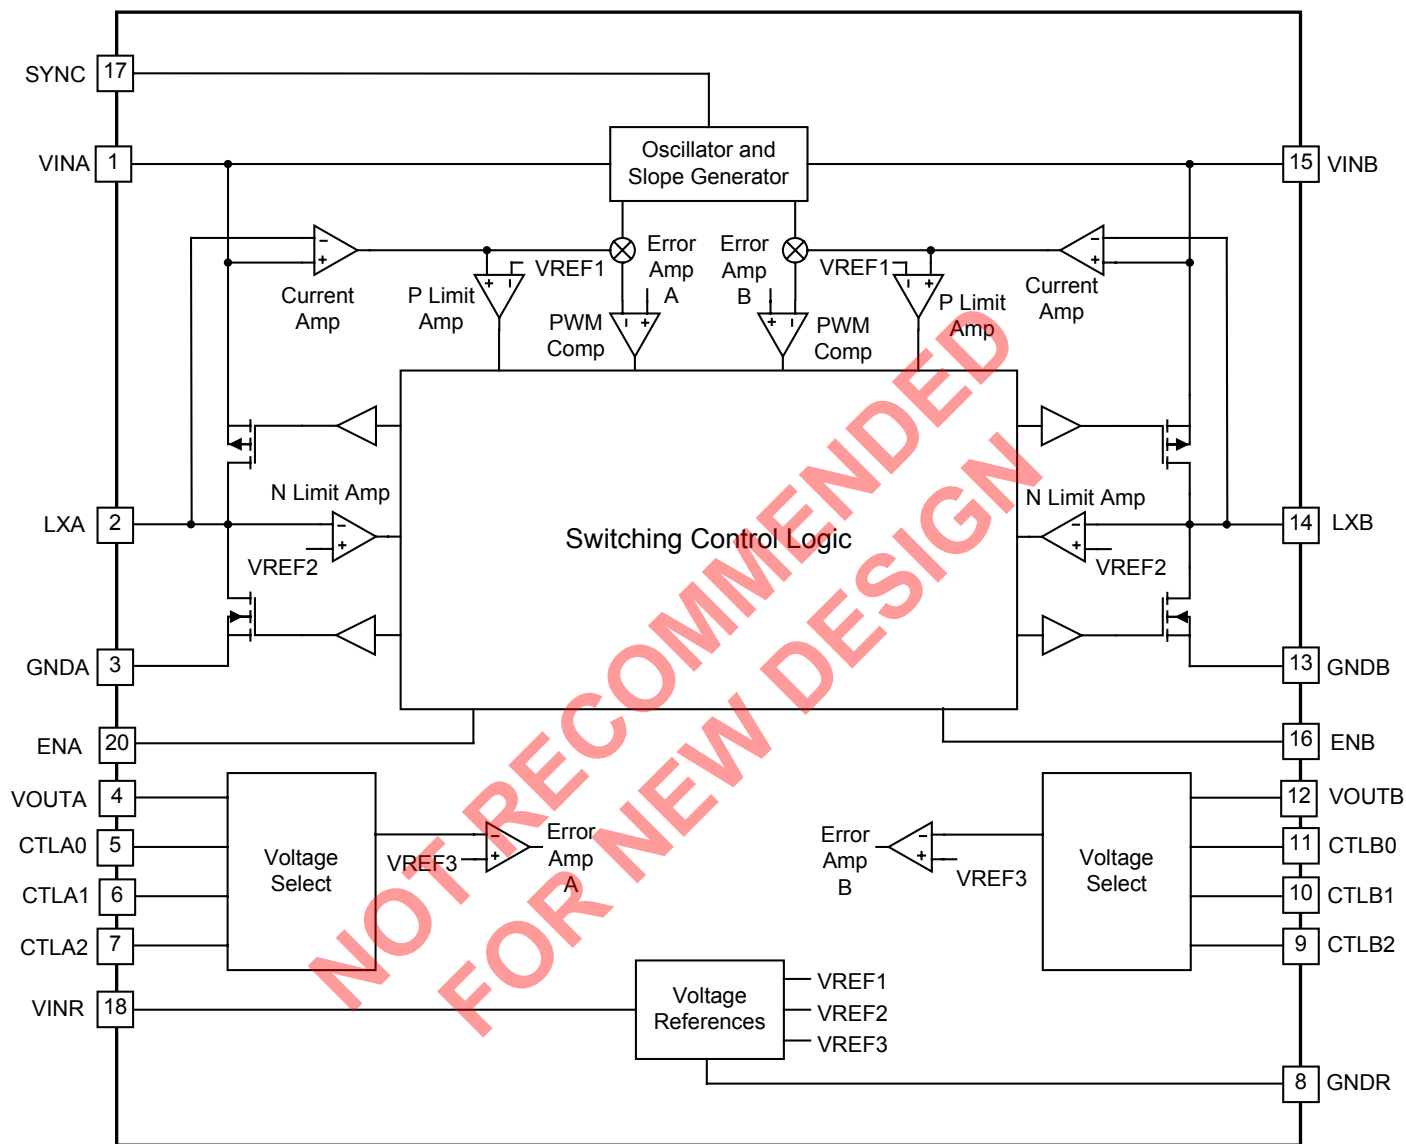 SYNC 17
VINA 1
Oscillator and
Slope Generator
15 VINB
Current
Amp
P Limit
Amp
VREF1
Error
Amp
A
PWM
Comp
Error
Amp
B
PWM
Comp
VREF1
P Limit
Amp
Current
Amp
N Limit Amp
LXA 2
VREF2
Switching Control Logic
N Limit Amp
14 LXB
VREF2
GNDA 3
13 GNDB
ENA 20
16 ENB
VOUTA 4
CTLA0 5
CTLA1 6
CTLA2 7
Voltage
Select
VREF3
Error
Amp
A
Error
Amp
B
VREF3
Voltage
Select
12 VOUTB
11 CTLB0
10 CTLB1
9 CTLB2
VINR 18
Voltage
References
VREF1
VREF2
VREF3
8 GNDR
NOT RECOMMENDED
FOR NEW DESIGN